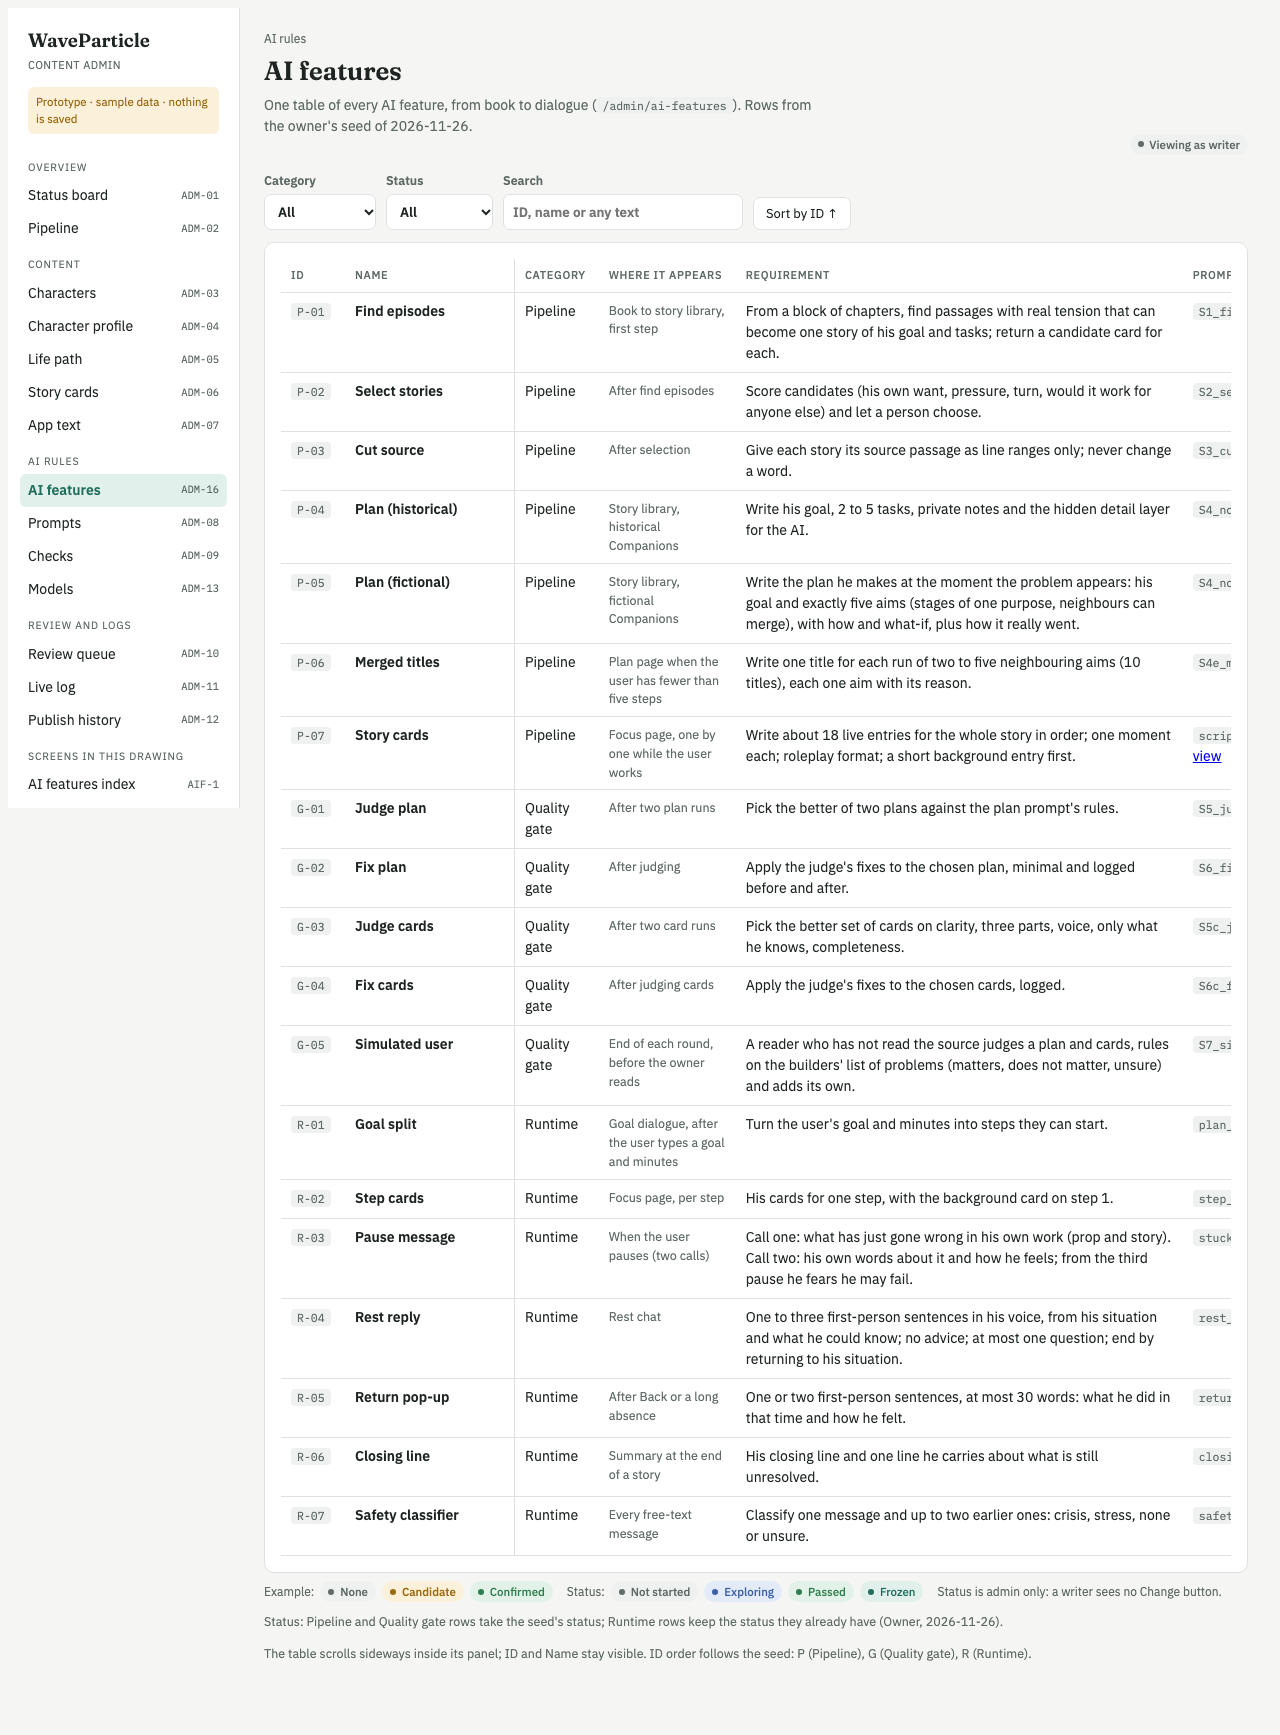 WaveParticle
CONTENT ADMIN
Prototype · sample data · nothing
is saved
OVERVIEW
Status board ADM-01
Pipeline ADM-02
CONTENT
Characters ADM-03
Character profile ADM-04
Life path ADM-05
Story cards ADM-06
App text ADM-07
AI RULES
AI features ADM-16
Prompts ADM-08
Checks ADM-09
Models ADM-13
REVIEW AND LOGS
Review queue ADM-10
Live log ADM-11
Publish history ADM-12
SCREENS IN THIS DRAWING
AI features index AIF-1
AI rules
AI features
One table of every AI feature, from book to dialogue ( /admin/ai-features ). Rows from
the owner's seed of 2026-11-26.
Viewing as writer
Category Status Search
All All ID, name or any text Sort by ID ↑
ID NAME CATEGORY WHERE IT APPEARS REQUIREMENT PROMP
P-01 Find episodes Pipeline Book to story library, From a block of chapters, find passages with real tension that can S1_fi
first step become one story of his goal and tasks; return a candidate card for
each.
P-02 Select stories Pipeline After find episodes Score candidates (his own want, pressure, turn, would it work for S2_se
anyone else) and let a person choose.
P-03 Cut source Pipeline After selection Give each story its source passage as line ranges only; never change S3_cu
a word.
P-04 Plan (historical) Pipeline Story library, Write his goal, 2 to 5 tasks, private notes and the hidden detail layer S4_no
historical for the AI.
Companions
P-05 Plan (fictional) Pipeline Story library, Write the plan he makes at the moment the problem appears: his S4_no
fictional goal and exactly five aims (stages of one purpose, neighbours can
Companions merge), with how and what-if, plus how it really went.
P-06 Merged titles Pipeline Plan page when the Write one title for each run of two to five neighbouring aims (10 S4e_m
user has fewer than titles), each one aim with its reason.
five steps
P-07 Story cards Pipeline Focus page, one by Write about 18 live entries for the whole story in order; one moment scrip
one while the user each; roleplay format; a short background entry first. view
works
G-01 Judge plan Quality After two plan runs Pick the better of two plans against the plan prompt's rules. S5_ju
gate
G-02 Fix plan Quality After judging Apply the judge's fixes to the chosen plan, minimal and logged S6_fi
gate before and after.
G-03 Judge cards Quality After two card runs Pick the better set of cards on clarity, three parts, voice, only what S5c_j
gate he knows, completeness.
G-04 Fix cards Quality After judging cards Apply the judge's fixes to the chosen cards, logged. S6c_f
gate
G-05 Simulated user Quality End of each round, A reader who has not read the source judges a plan and cards, rules S7_si
gate before the owner on the builders' list of problems (matters, does not matter, unsure)
reads and adds its own.
R-01 Goal split Runtime Goal dialogue, after Turn the user's goal and minutes into steps they can start. plan_
the user types a goal
and minutes
R-02 Step cards Runtime Focus page, per step His cards for one step, with the background card on step 1. step_
R-03 Pause message Runtime When the user Call one: what has just gone wrong in his own work (prop and story). stuck
pauses (two calls) Call two: his own words about it and how he feels; from the third
pause he fears he may fail.
R-04 Rest reply Runtime Rest chat One to three first-person sentences in his voice, from his situation rest_
and what he could know; no advice; at most one question; end by
returning to his situation.
R-05 Return pop-up Runtime After Back or a long One or two first-person sentences, at most 30 words: what he did in retur
absence that time and how he felt.
R-06 Closing line Runtime Summary at the end His closing line and one line he carries about what is still closi
of a story unresolved.
R-07 Safety classifier Runtime Every free-text Classify one message and up to two earlier ones: crisis, stress, none safet
message or unsure.
Example: None Candidate Confirmed Status: Not started Exploring Passed Frozen Status is admin only: a writer sees no Change button.
Status: Pipeline and Quality gate rows take the seed's status; Runtime rows keep the status they already have (Owner, 2026-11-26).
The table scrolls sideways inside its panel; ID and Name stay visible. ID order follows the seed: P (Pipeline), G (Quality gate), R (Runtime).